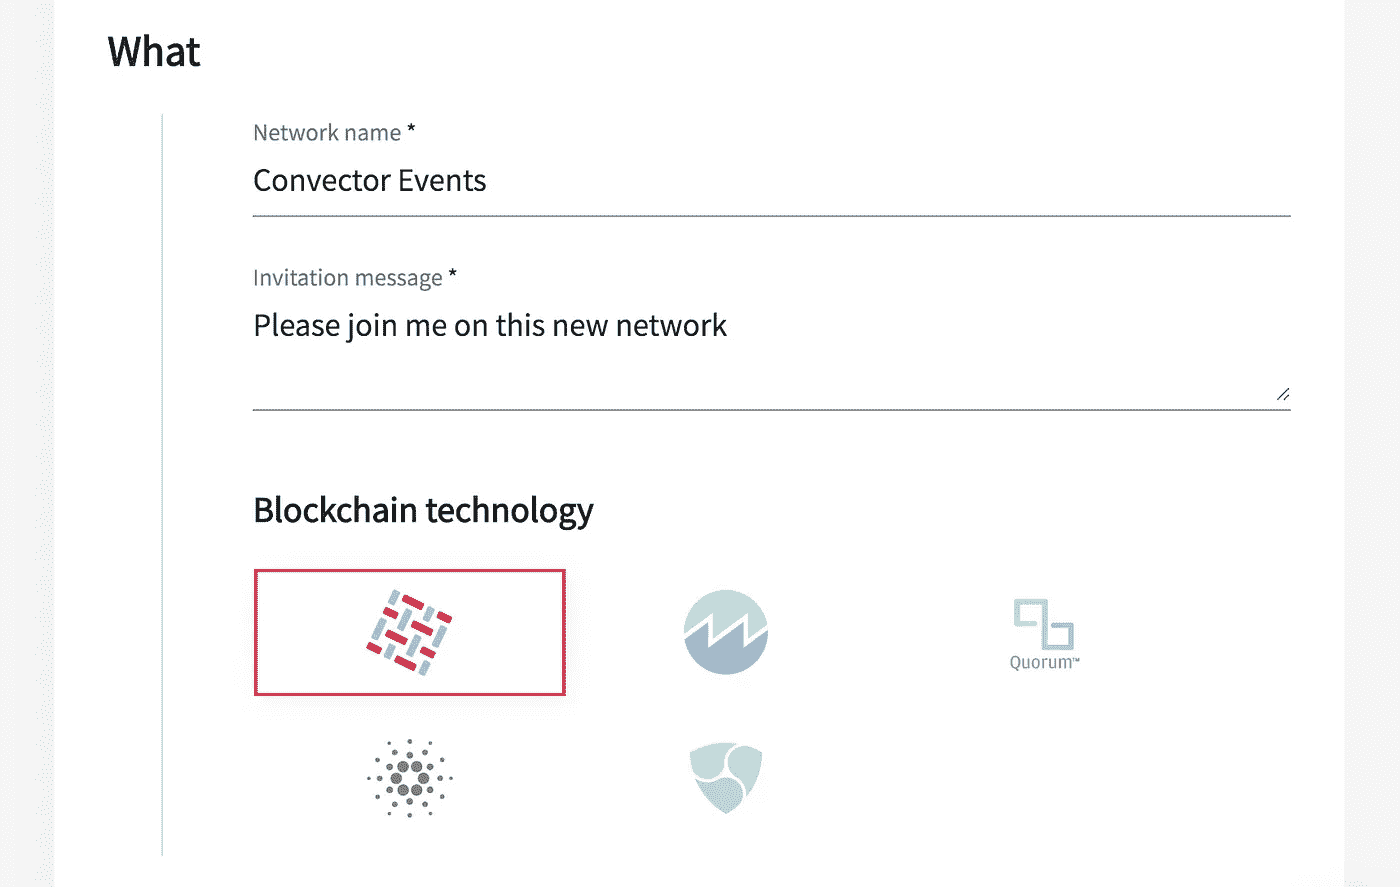 What
Network name *
Convector Events
Invitation message *
Please join me on this new network
Blockchain technology
Quorum™